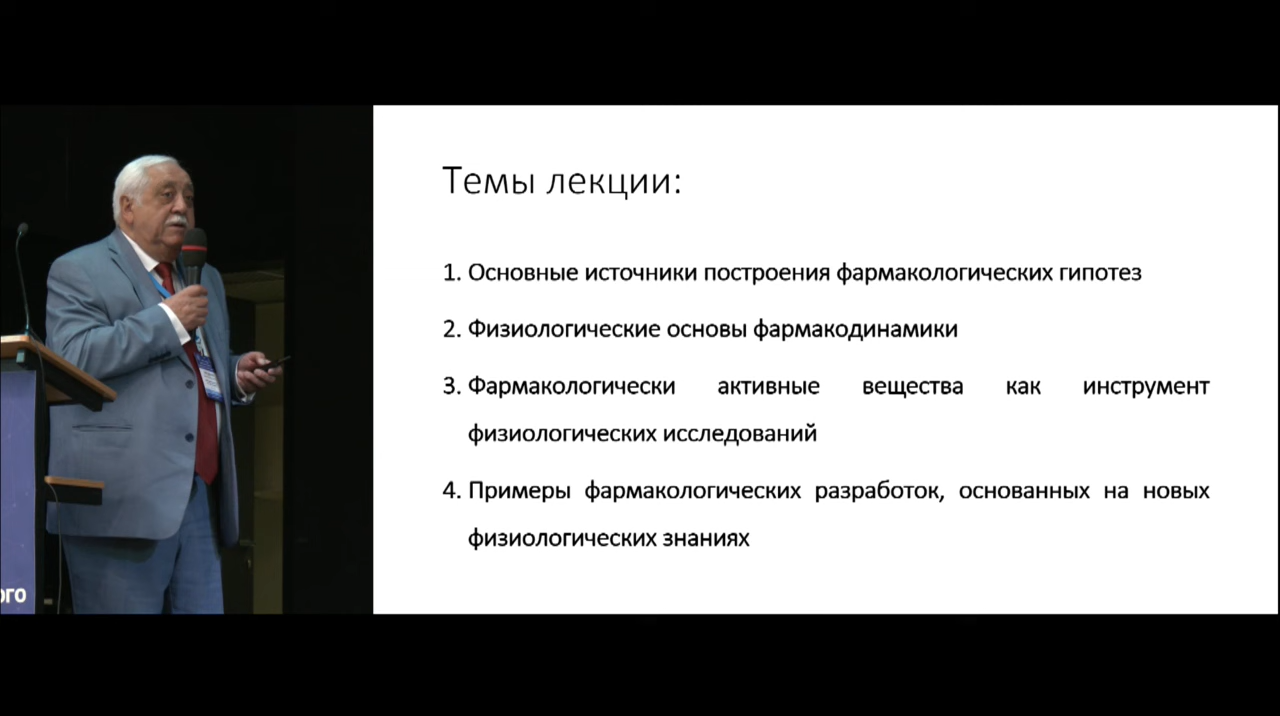 Темы лекции:
1. Основные источники построения фармакологических гипотез
2. Физиологические основы фармакодинамики
3. Фармакологически активные вещества как инструмент
физиологических исследований
4. Примеры фармакологических разработок, основанных на новых
физиологических знаниях
ого